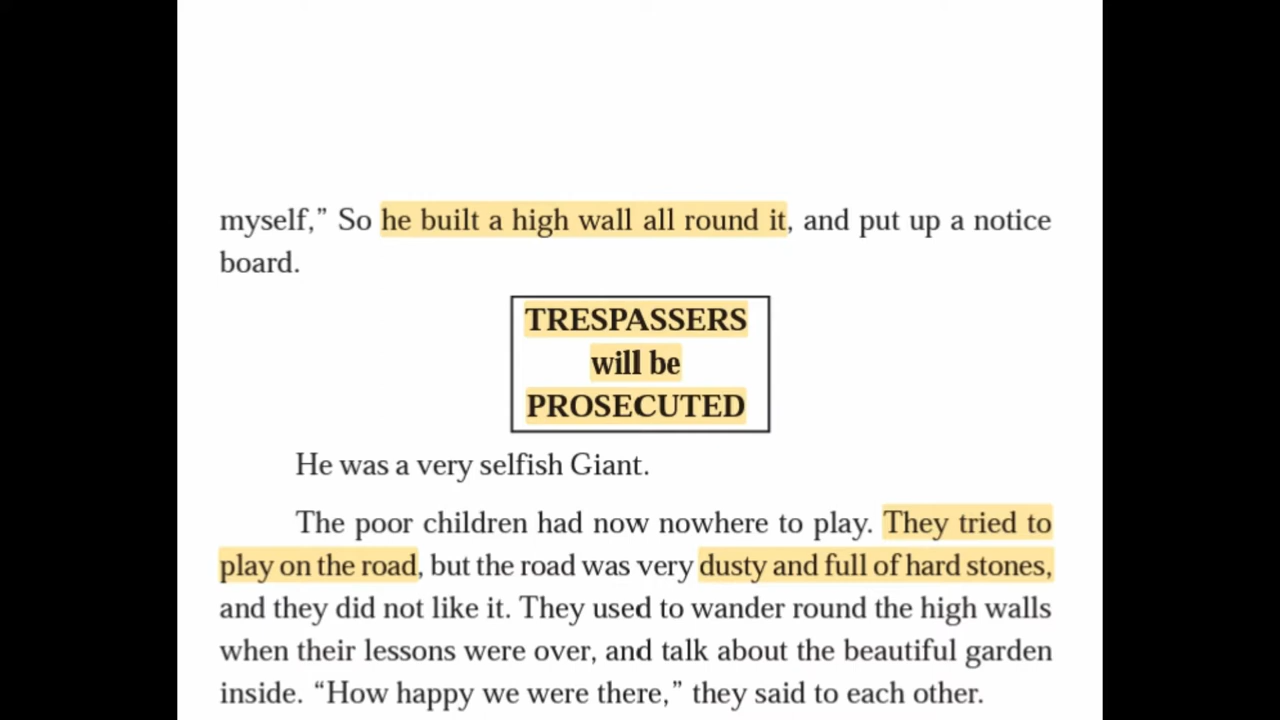 myself,” So he built a high wall all round it, and put up a notice
board.
TRESPASSERS
will be
PROSECUTED
He was a very selfish Giant.
The poor children had now nowhere to play. They tried to
play on the road, but the road was very dusty and full of hard stones,
and they did not like it. They used to wander round the high walls
when their lessons were over, and talk about the beautiful garden
inside. “How happy we were there,” they said to each other.